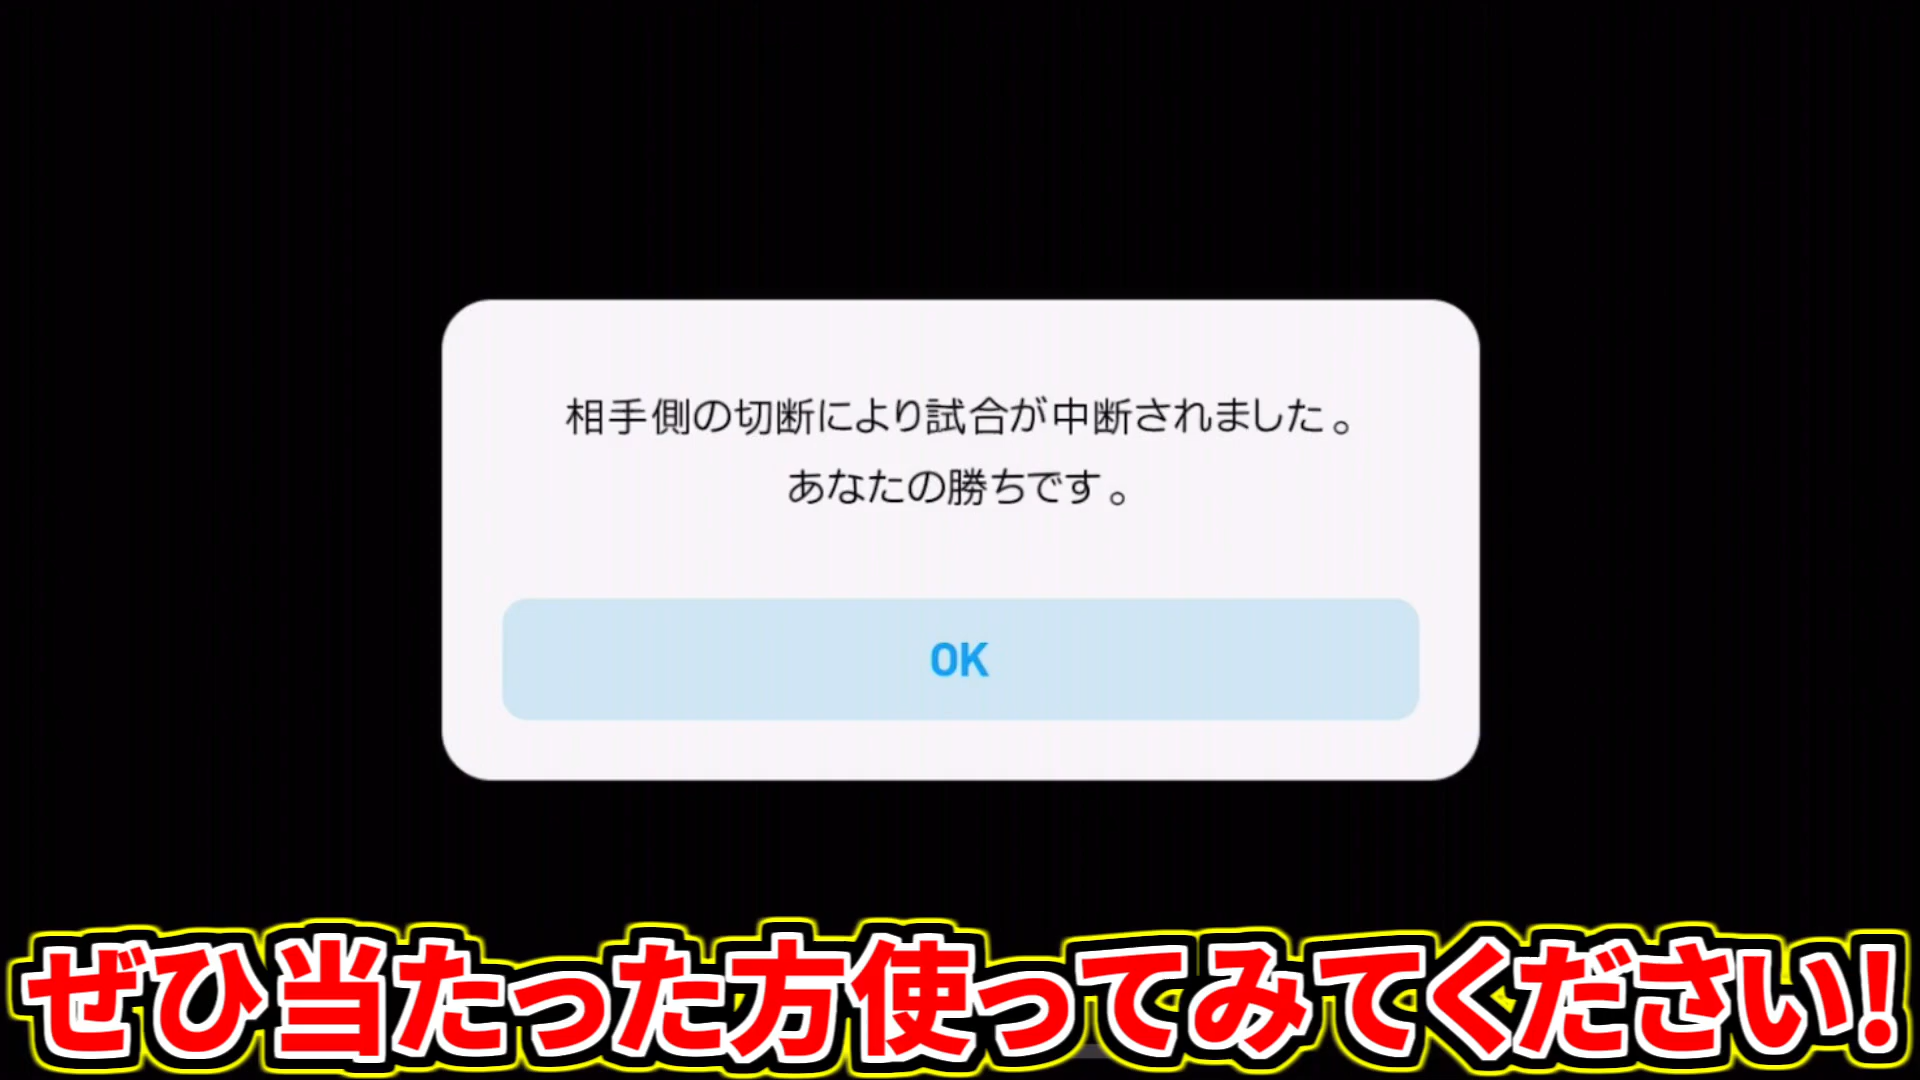 相手側の切断により試合が中断されました。
あなたの勝ちです。
OK
ぜひ当たった方使ってみてください!